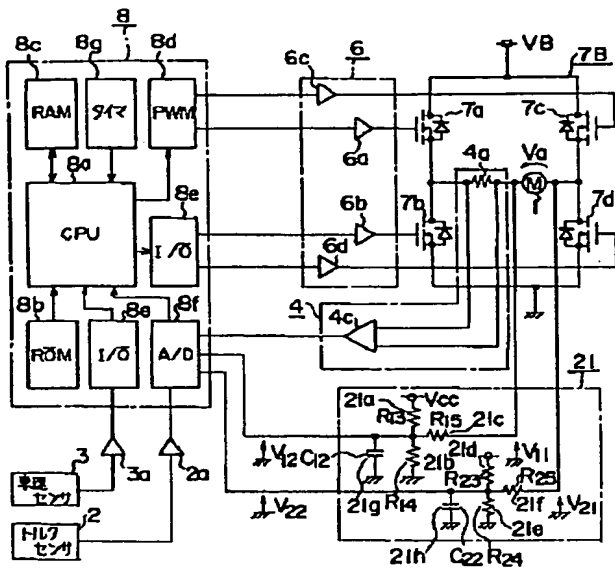 8
8c
8g
8d
RAM
タイマ
PWM
8a
CPU
8e
I/O
8b
8e
8f
ROM
I/O
A/D
3
3a
2a
車速
センサ
2
トルク
センサ
6c
6
6a
6b
6d
VB
7B
7a
7c
4a
Va
M
1
7b
7d
4
4c
21
21a
Vcc
R13
R15
21c
V12
C12
21b
21d
V11
R23
R25
V22
21g
R14
21f
V21
21h
C22
R24
21e